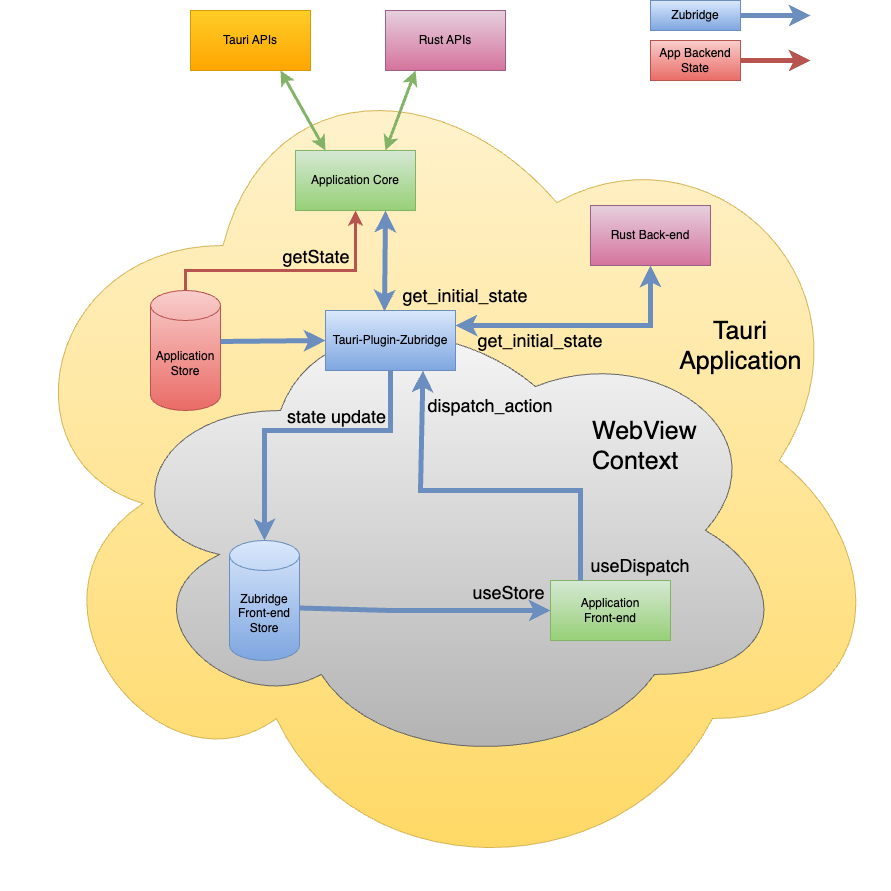 Tauri APIs
Rust APIs
Zubridge
App Backend
State
Application Core
Rust Back-end
getState
get_initial_state
Tauri-Plugin-Zubridge
get_initial_state
Tauri
Application
Application
Store
dispatch_action
state update
WebView
Context
useDispatch
useStore
Zubridge
Front-end
Store
Application
Front-end